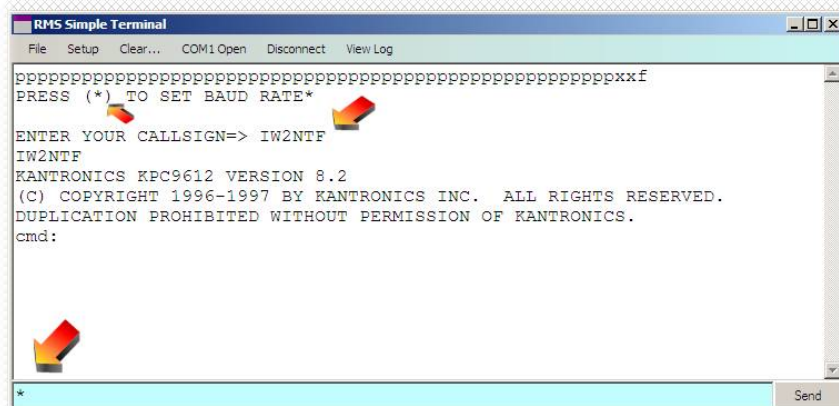 RMS Simple Terminal
File Setup Clear... COM1 Open Disconnect View Log
pppppppppppppppppppppppppppppppppppppppppppppppppppppxxf
PRESS (*) TO SET BAUD RATE*
ENTER YOUR CALLSIGN=> IW2NTF
IW2NTF
KANTRONICS KPC9612 VERSION 8.2
(C) COPYRIGHT 1996-1997 BY KANTRONICS INC. ALL RIGHTS RESERVED.
DUPLICATION PROHIBITED WITHOUT PERMISSION OF KANTRONICS.
cmd:
*
Send